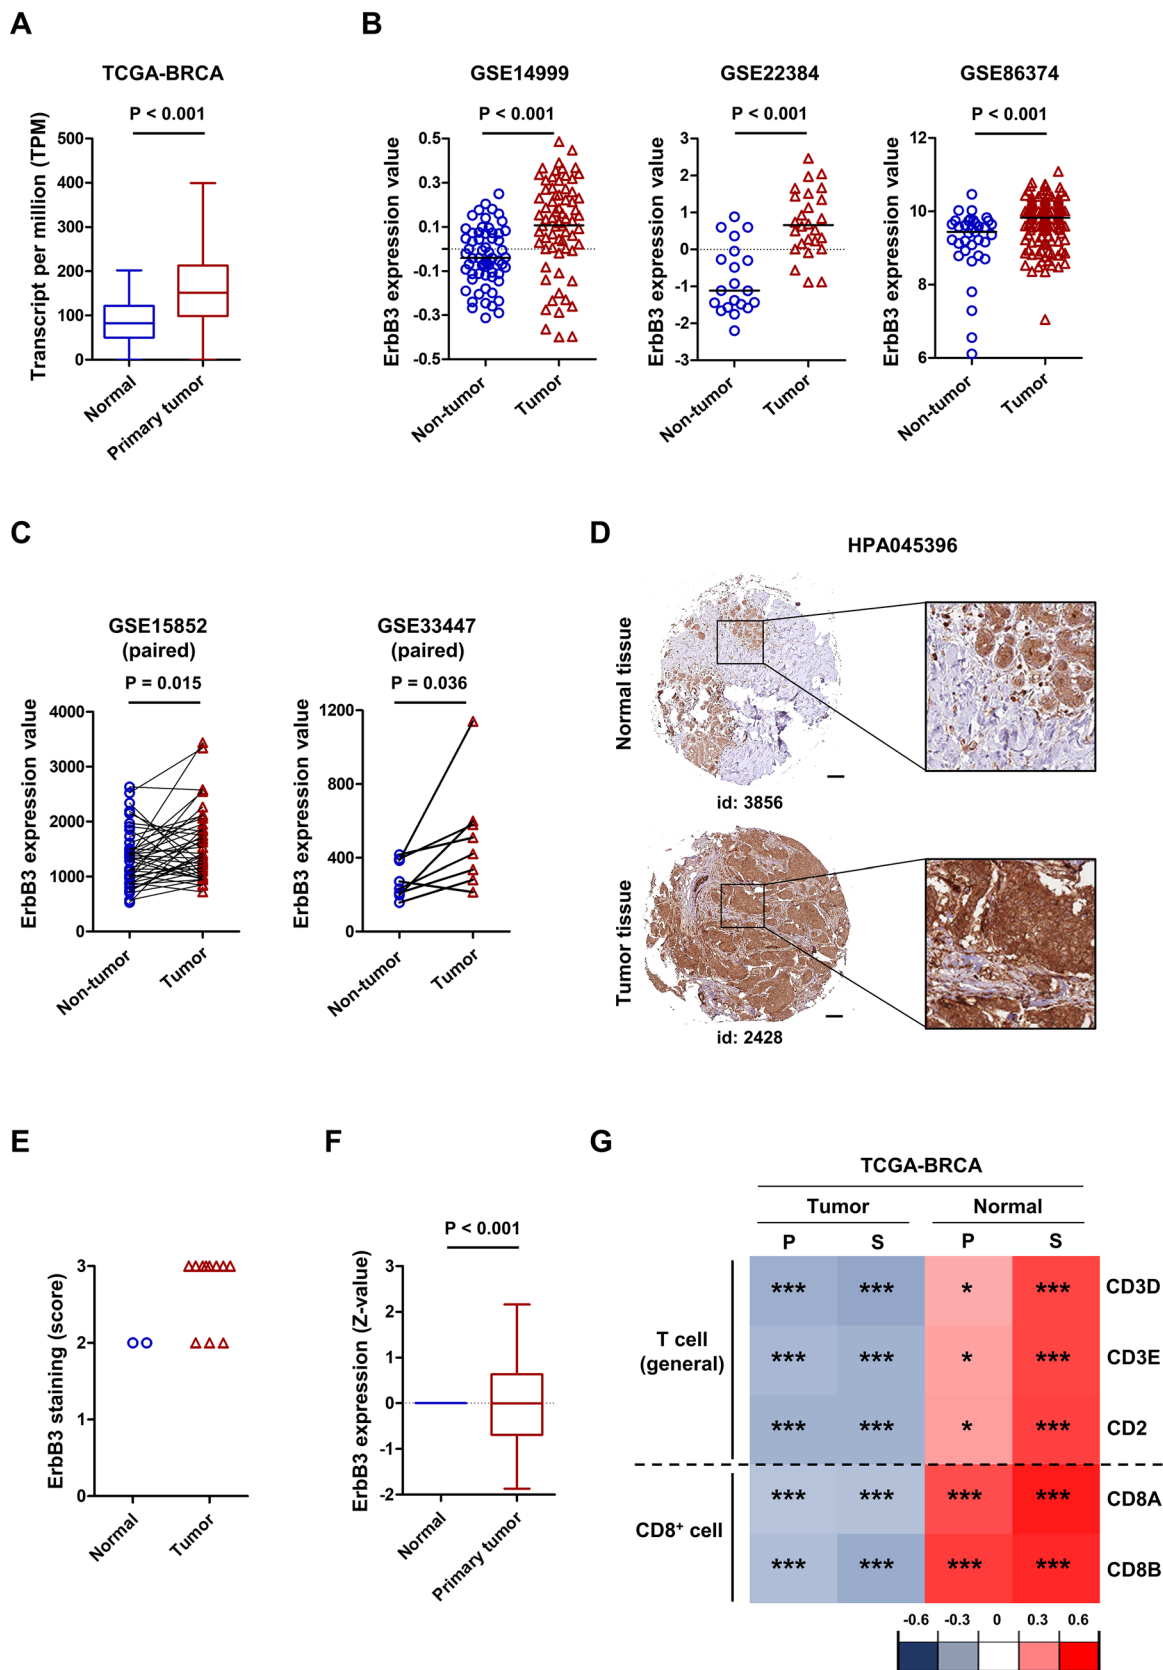 A
TCGA-BRCA
P < 0.001
Transcript per million (TPM)
500
400
300
200
100
0
Normal
Primary tumor
B
GSE14999
P < 0.001
ErbB3 expression value
0.5
0.3
0.1
-0.1
-0.3
-0.5
Non-tumor
Tumor
GSE22384
P < 0.001
ErbB3 expression value
3
2
1
0
-1
-2
-3
Non-tumor
Tumor
GSE86374
P < 0.001
ErbB3 expression value
12
10
8
6
Non-tumor
Tumor
C
GSE15852
(paired)
P = 0.015
ErbB3 expression value
4000
3000
2000
1000
0
Non-tumor
Tumor
GSE33447
(paired)
P = 0.036
ErbB3 expression value
1200
800
400
0
Non-tumor
Tumor
D
HPA045396
Normal tissue
id: 3856
Tumor tissue
id: 2428
E
ErbB3 staining (score)
3
2
1
0
Normal
Tumor
F
P < 0.001
ErbB3 expression (Z-value)
3
2
1
0
-1
-2
Normal
Primary tumor
G
TCGA-BRCA
Tumor Normal
P S P S
T cell
(general)
*** *** * *** CD3D
*** *** * *** CD3E
*** *** * *** CD2
CD8⁺ cell
*** *** *** *** CD8A
*** *** *** *** CD8B
-0.6 -0.3 0 0.3 0.6